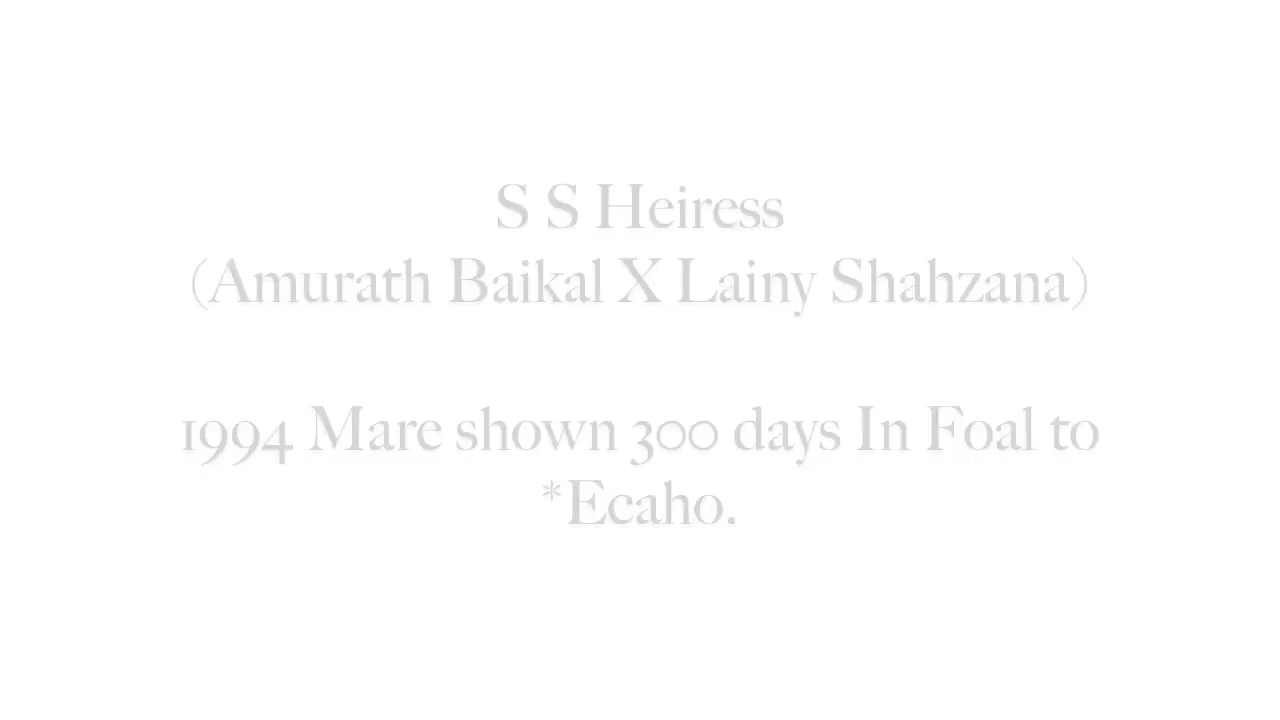 S S Heiress
(Amurath Baikal X Lainy Shahzana)
1994 Mare shown 300 days In Foal to
*Ecaho.